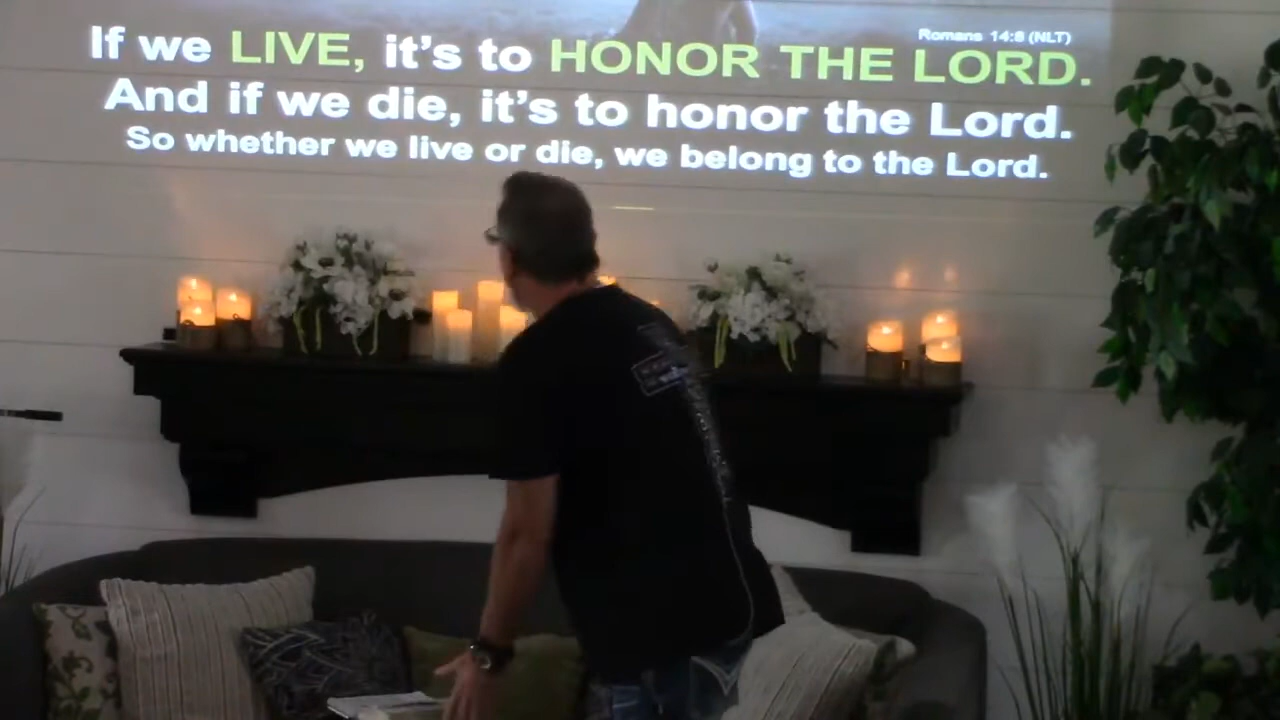 Romans 14:8 (NLT)
If we LIVE, it's to HONOR THE LORD.
And if we die, it's to honor the Lord.
So whether we live or die, we belong to the Lord.